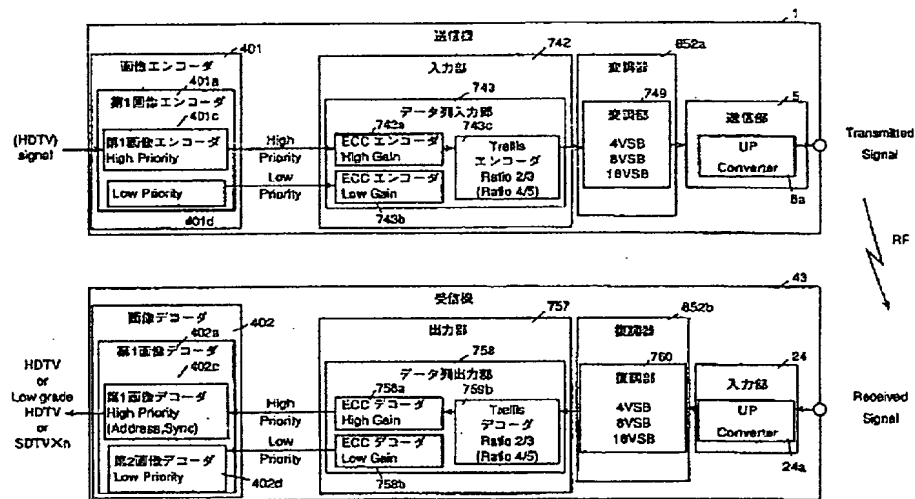 1
送信機
401
画像エンコーダ
401a
第1画像エンコーダ
401c
第1画像エンコーダ
High Priority
Low Priority
401d
(HDTV)
signal
High
Priority
Low
Priority
742
入力部
743
データ列入力部
742a
743c
ECC エンコーダ
High Gain
ECC エンコーダ
Low Gain
743b
Trellis
エンコーダ
Ratio 2/3
(Ratio 4/5)
852a
変調器
749
変調部
4VSB
8VSB
16VSB
5
送信部
UP
Converter
5a
Transmitted
Signal
RF
43
受信機
画像デコーダ
402
402a
第1画像デコーダ
402c
第1画像デコーダ
High Priority
(Address,Sync)
第2画像デコーダ
Low Priority
402d
HDTV
or
Low grade
HDTV
or
SDTVXn
High
Priority
Low
Priority
757
出力部
758
データ列出力部
758a
759b
ECC デコーダ
High Gain
ECC デコーダ
Low Gain
758b
Trellis
デコーダ
Ratio 2/3
(Ratio 4/5)
852b
復調器
760
復調部
4VSB
8VSB
16VSB
24
入力部
UP
Converter
24a
Received
Signal